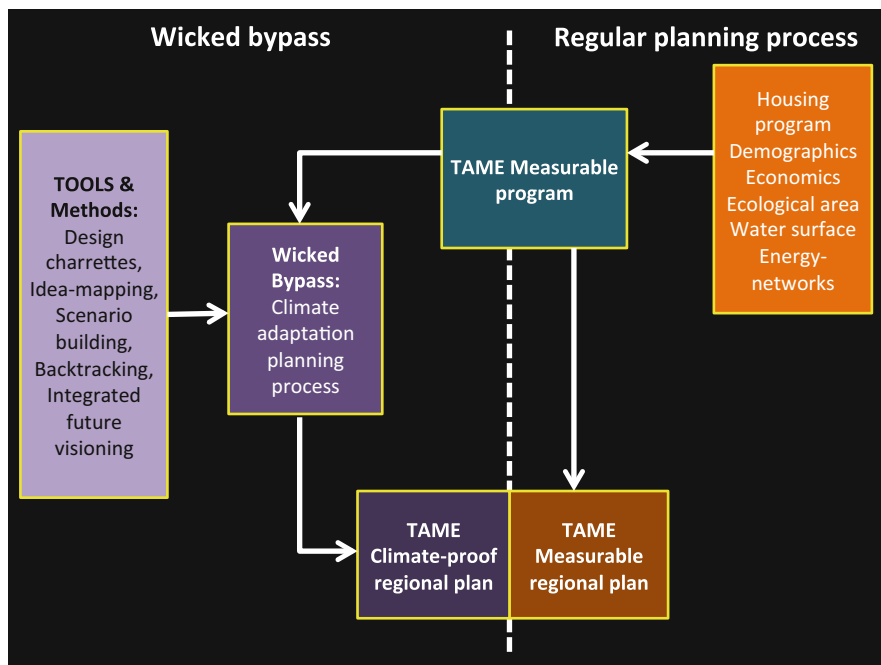 Wicked bypass
Regular planning process
TOOLS &
Methods:
Design
charrettes,
Idea-mapping,
Scenario
building,
Backtracking,
Integrated
future
visioning
Wicked
Bypass:
Climate
adaptation
planning
process
TAME Measurable
program
Housing
program
Demographics
Economics
Ecological area
Water surface
Energy-
networks
TAME
Climate-proof
regional plan
TAME
Measurable
regional plan